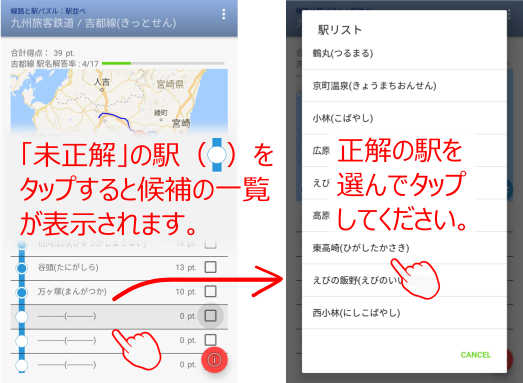 線路と駅パズル：駅並べ
九州旅客鉄道 / 吉都線(きっとせん)
合計得点： 39 pt.
吉都線 駅名解答率 : 4/17
人吉
宮崎県
綾町
宮崎
「未正解」の駅（ ）を
タップすると候補の一覧
が表示されます。
谷頭(たにがしら)
13 pt.
万ヶ塚(まんがつか)
10 pt.
―――(―――)
0 pt.
―――(―――)
0 pt.
―――(―――)
0 pt.
駅リスト
鶴丸(つるまる)
京町温泉(きょうまちおんせん)
小林(こばやし)
広原
えび
高原
正解の駅を
選んでタップ
してください。
東高崎(ひがしたかさき)
えびの飯野(えびのいい
西小林(にしこばやし)
CANCEL